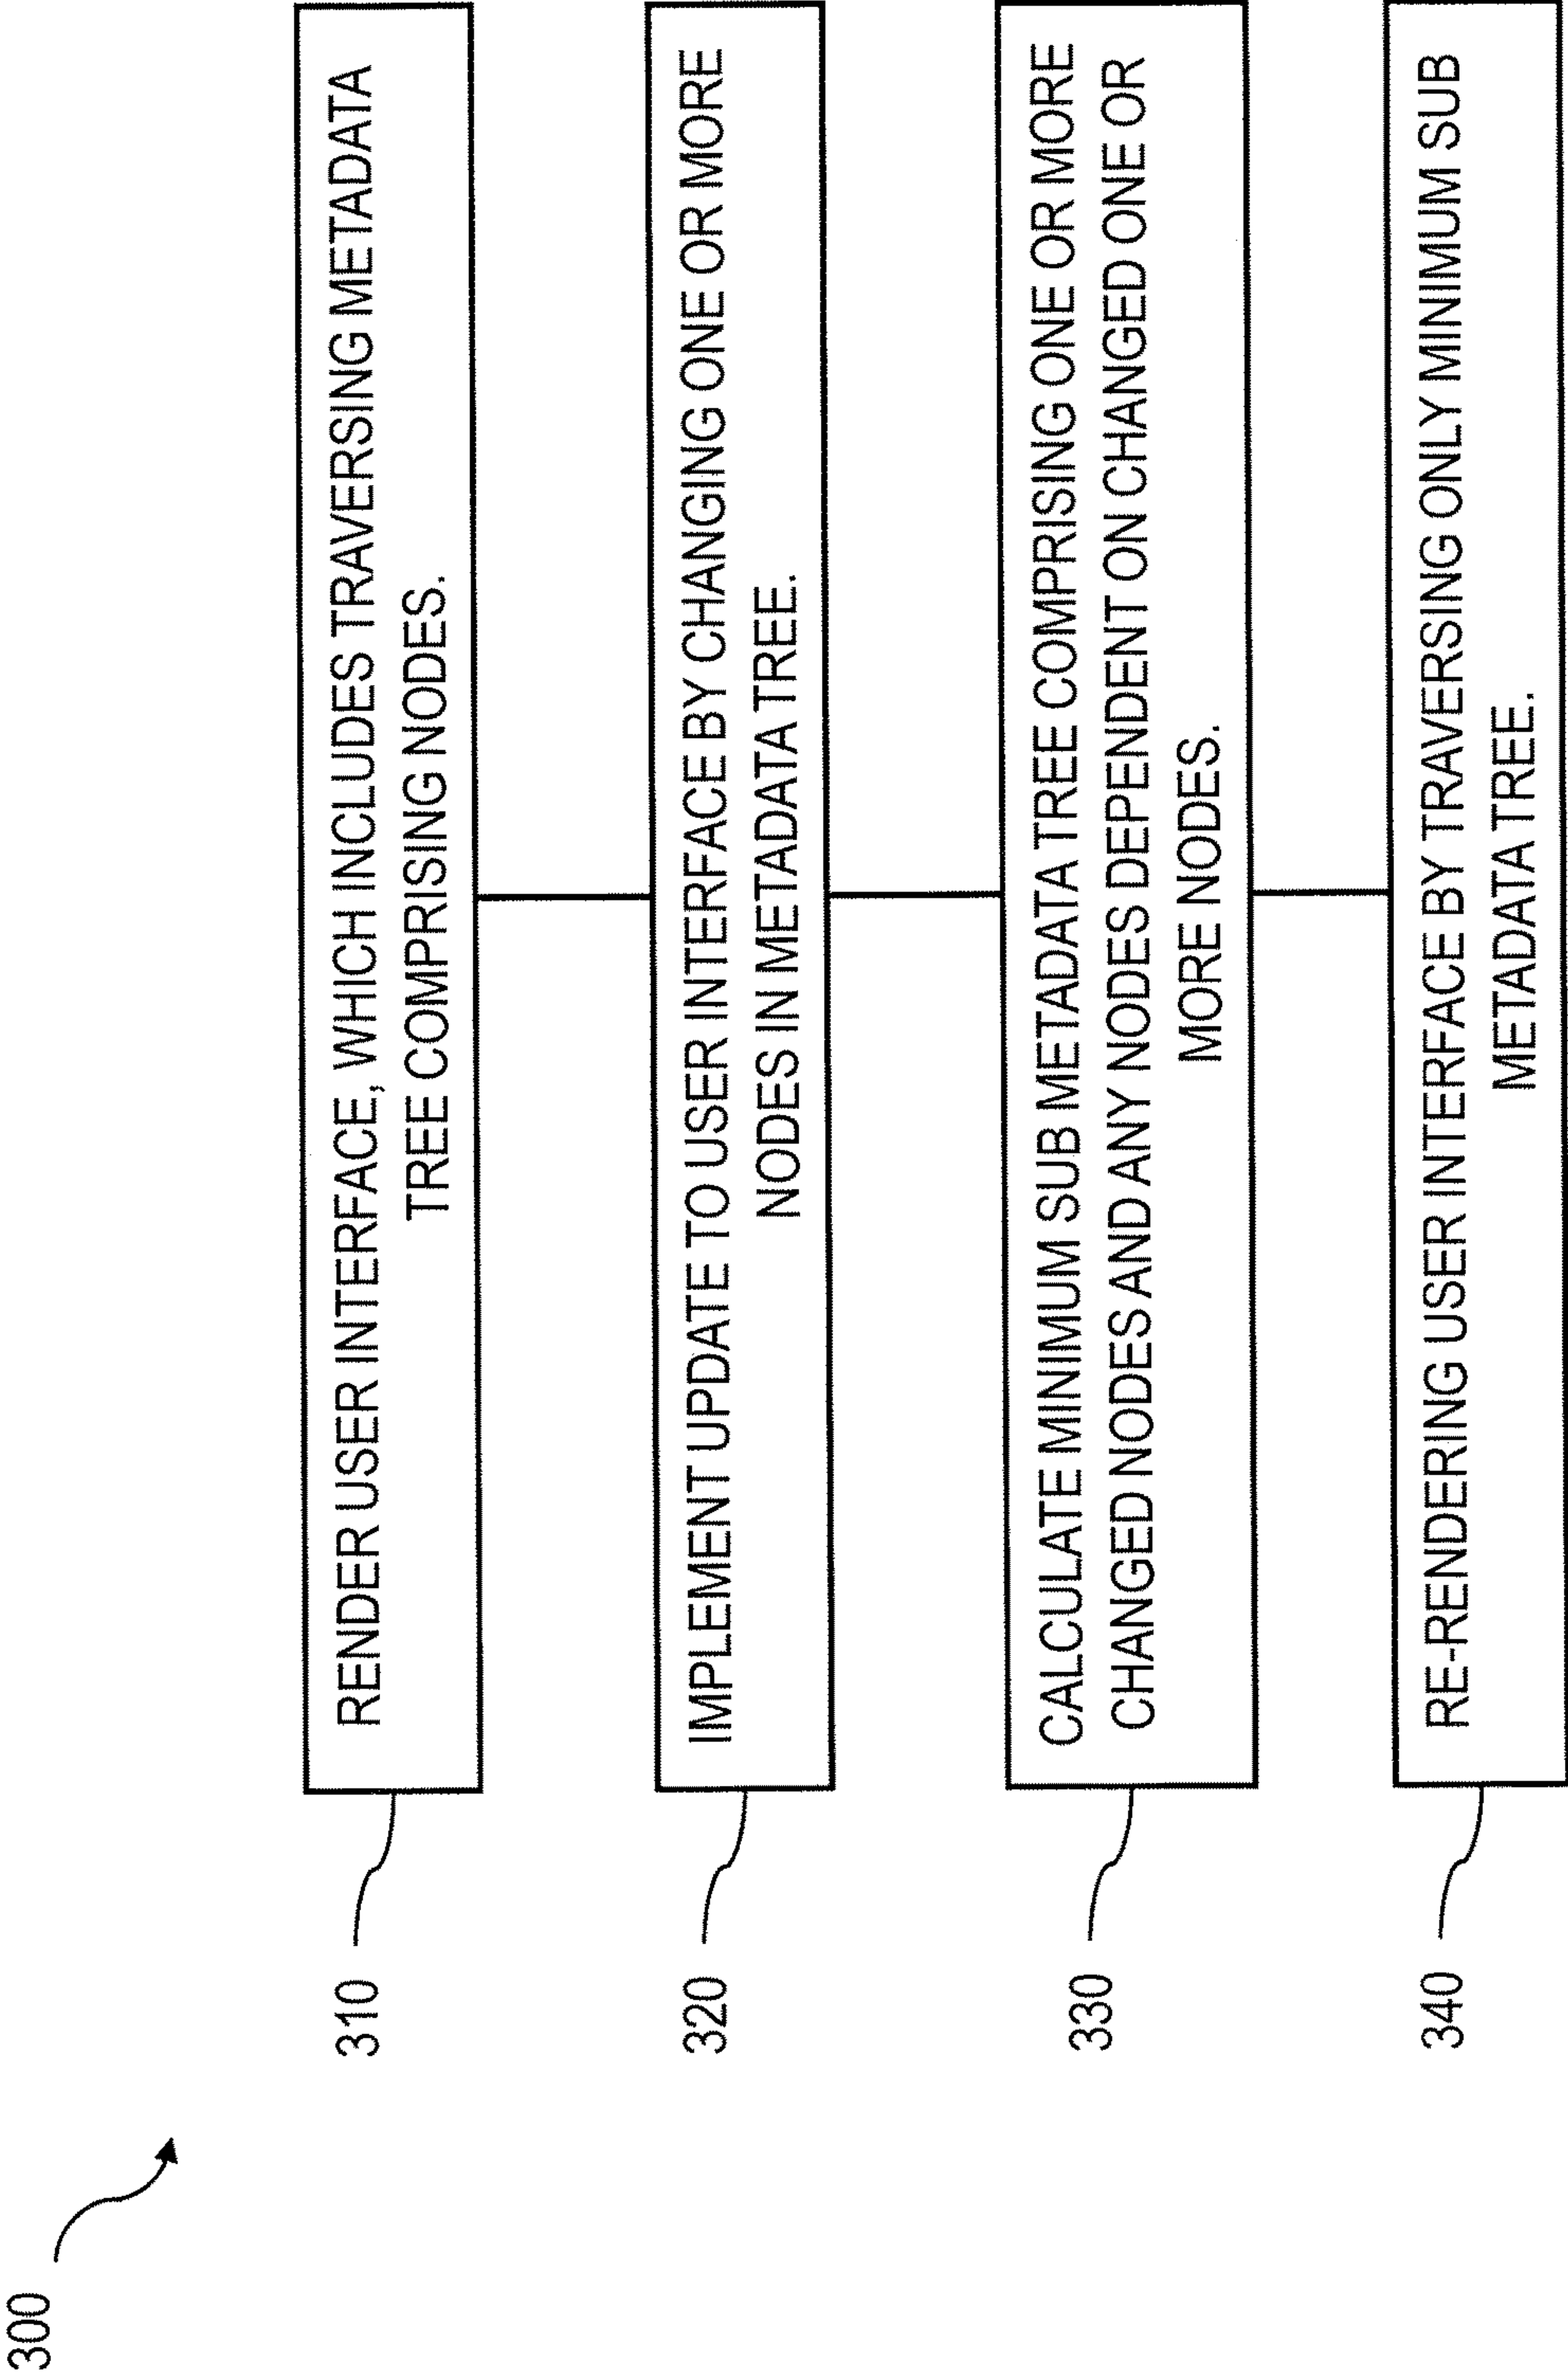 300
310
RENDER USER INTERFACE, WHICH INCLUDES TRAVERSING METADATA
TREE COMPRISING NODES.
320
IMPLEMENT UPDATE TO USER INTERFACE BY CHANGING ONE OR MORE
NODES IN METADATA TREE.
330
CALCULATE MINIMUM SUB METADATA TREE COMPRISING ONE OR MORE
CHANGED NODES AND ANY NODES DEPENDENT ON CHANGED ONE OR
MORE NODES.
340
RE-RENDERING USER INTERFACE BY TRAVERSING ONLY MINIMUM SUB
METADATA TREE.